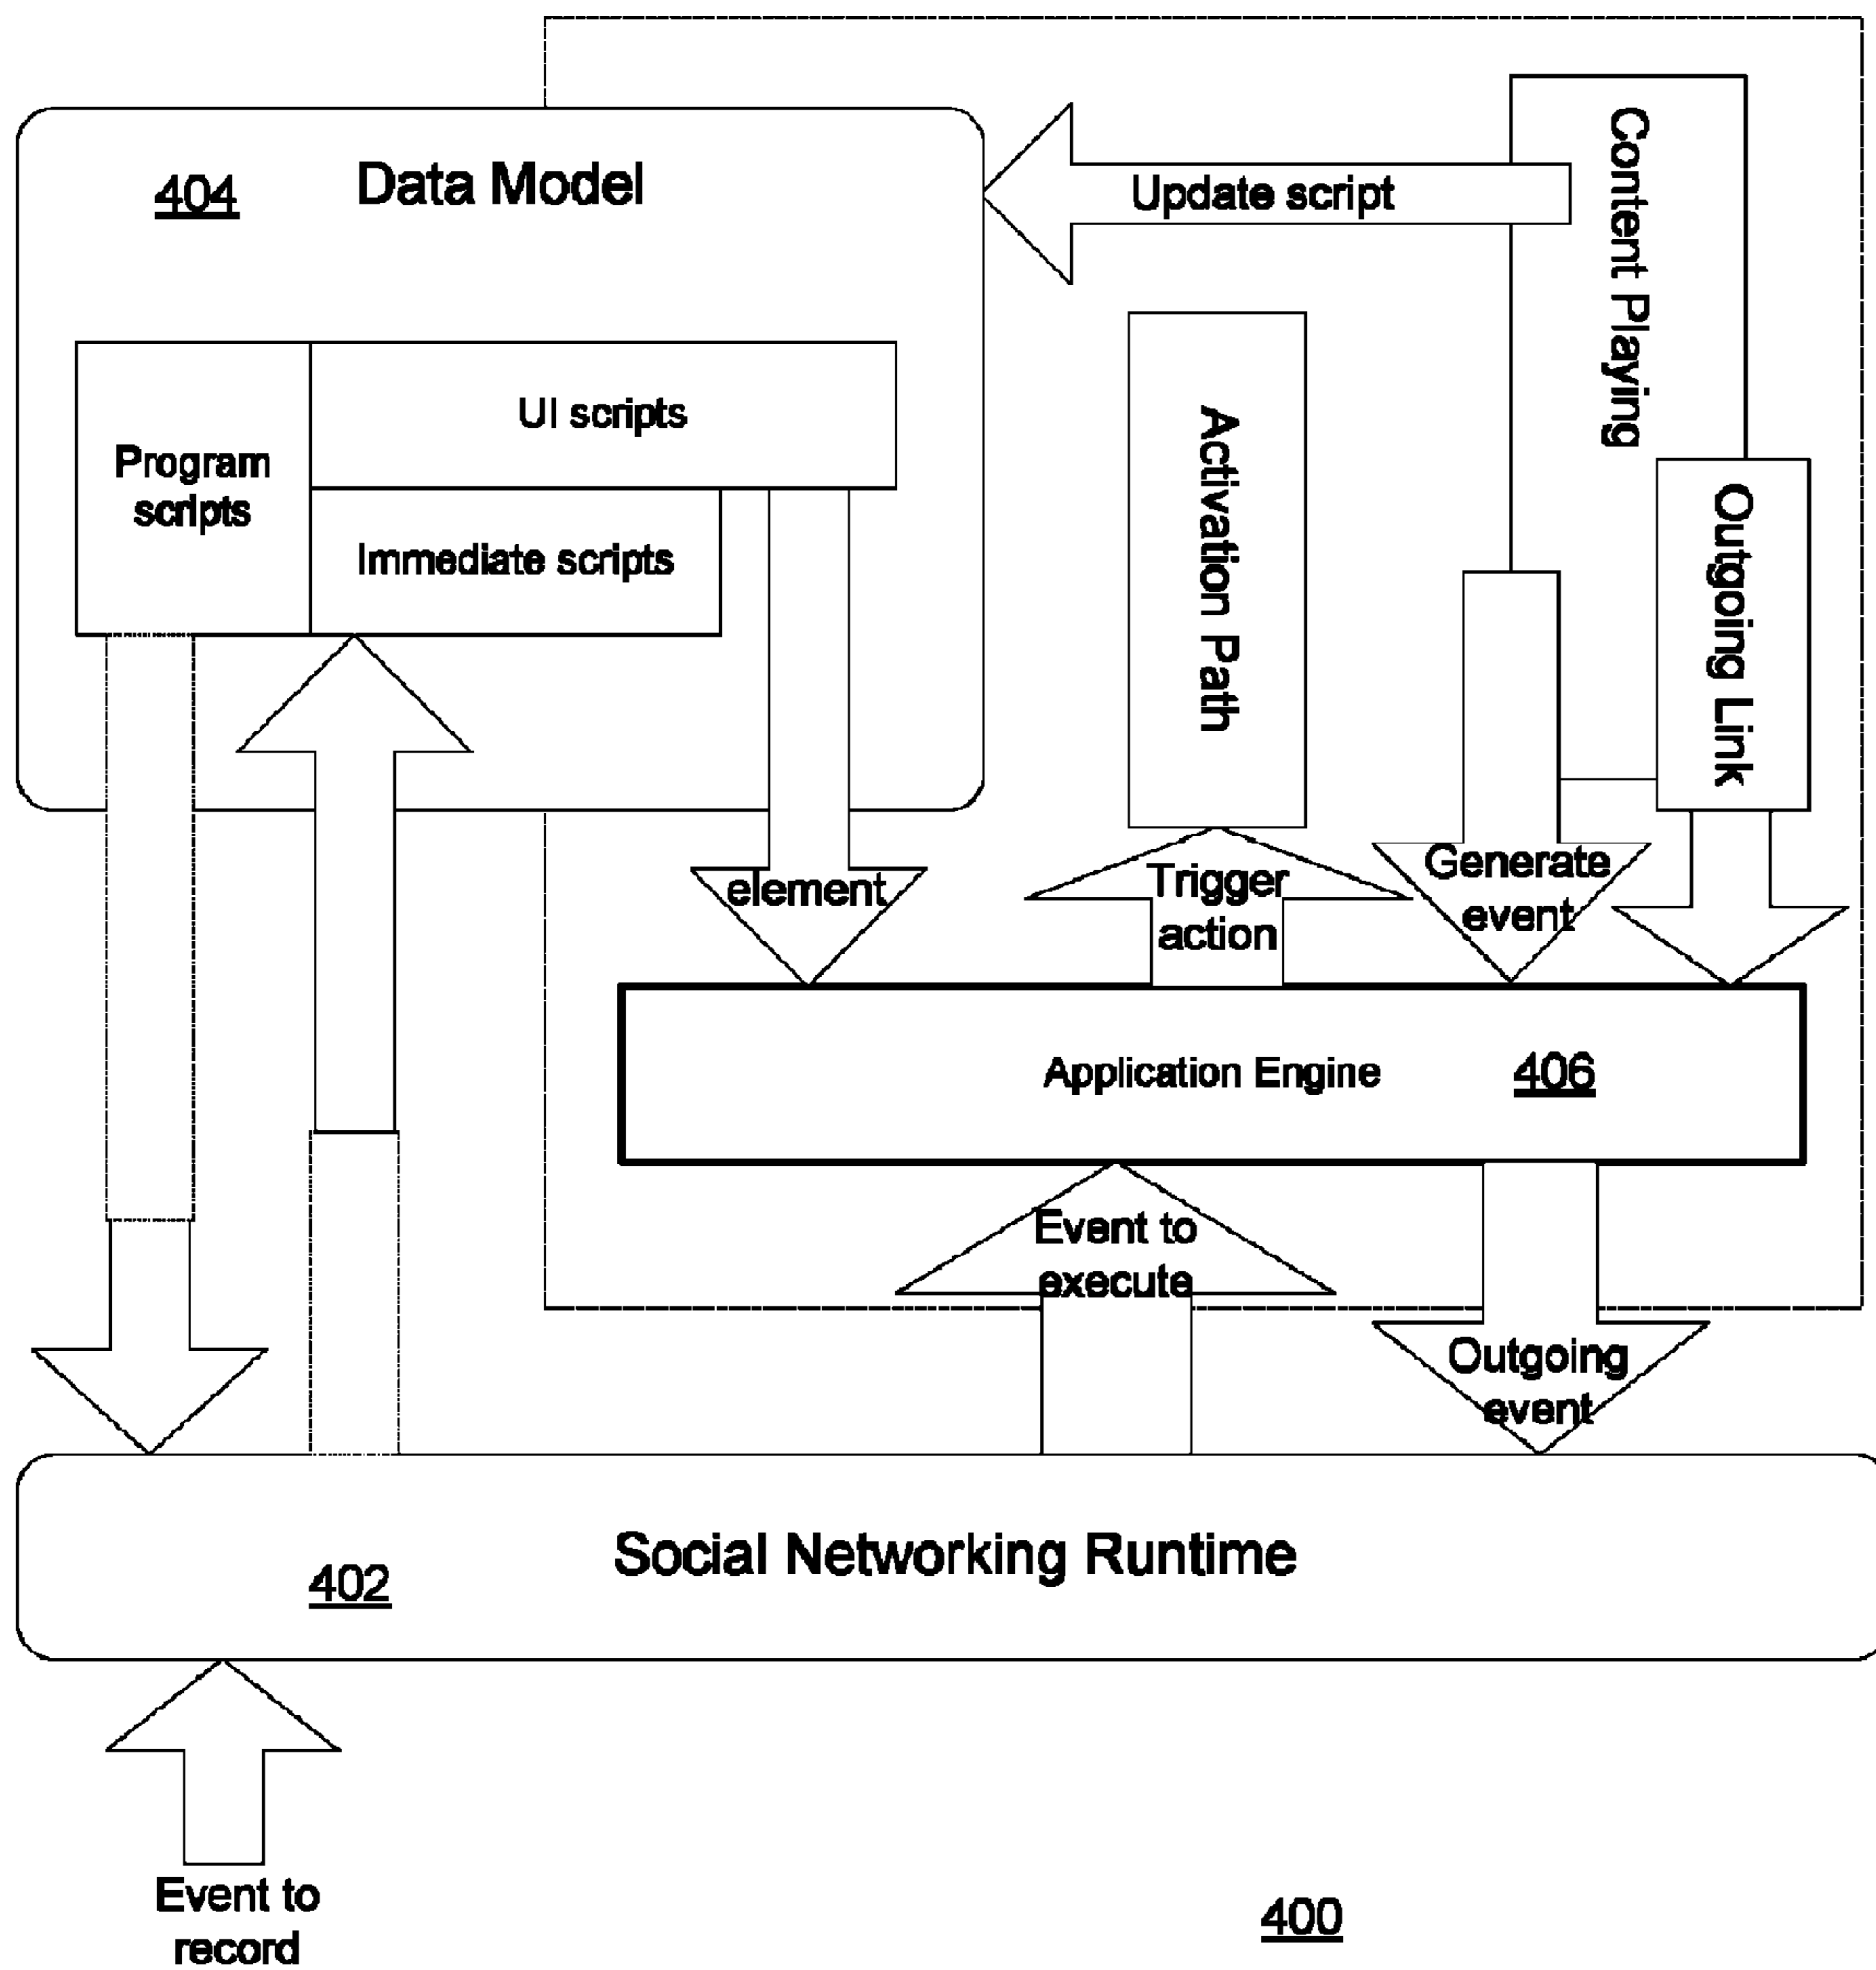 404
Data Model
Update script
Content Playing
UI scripts
Program
scripts
Immediate scripts
Activation Path
Outgoing Link
element
Trigger
action
Generate
event
Application Engine
406
Event to
execute
Outgoing
event
Social Networking Runtime
402
Event to
record
400